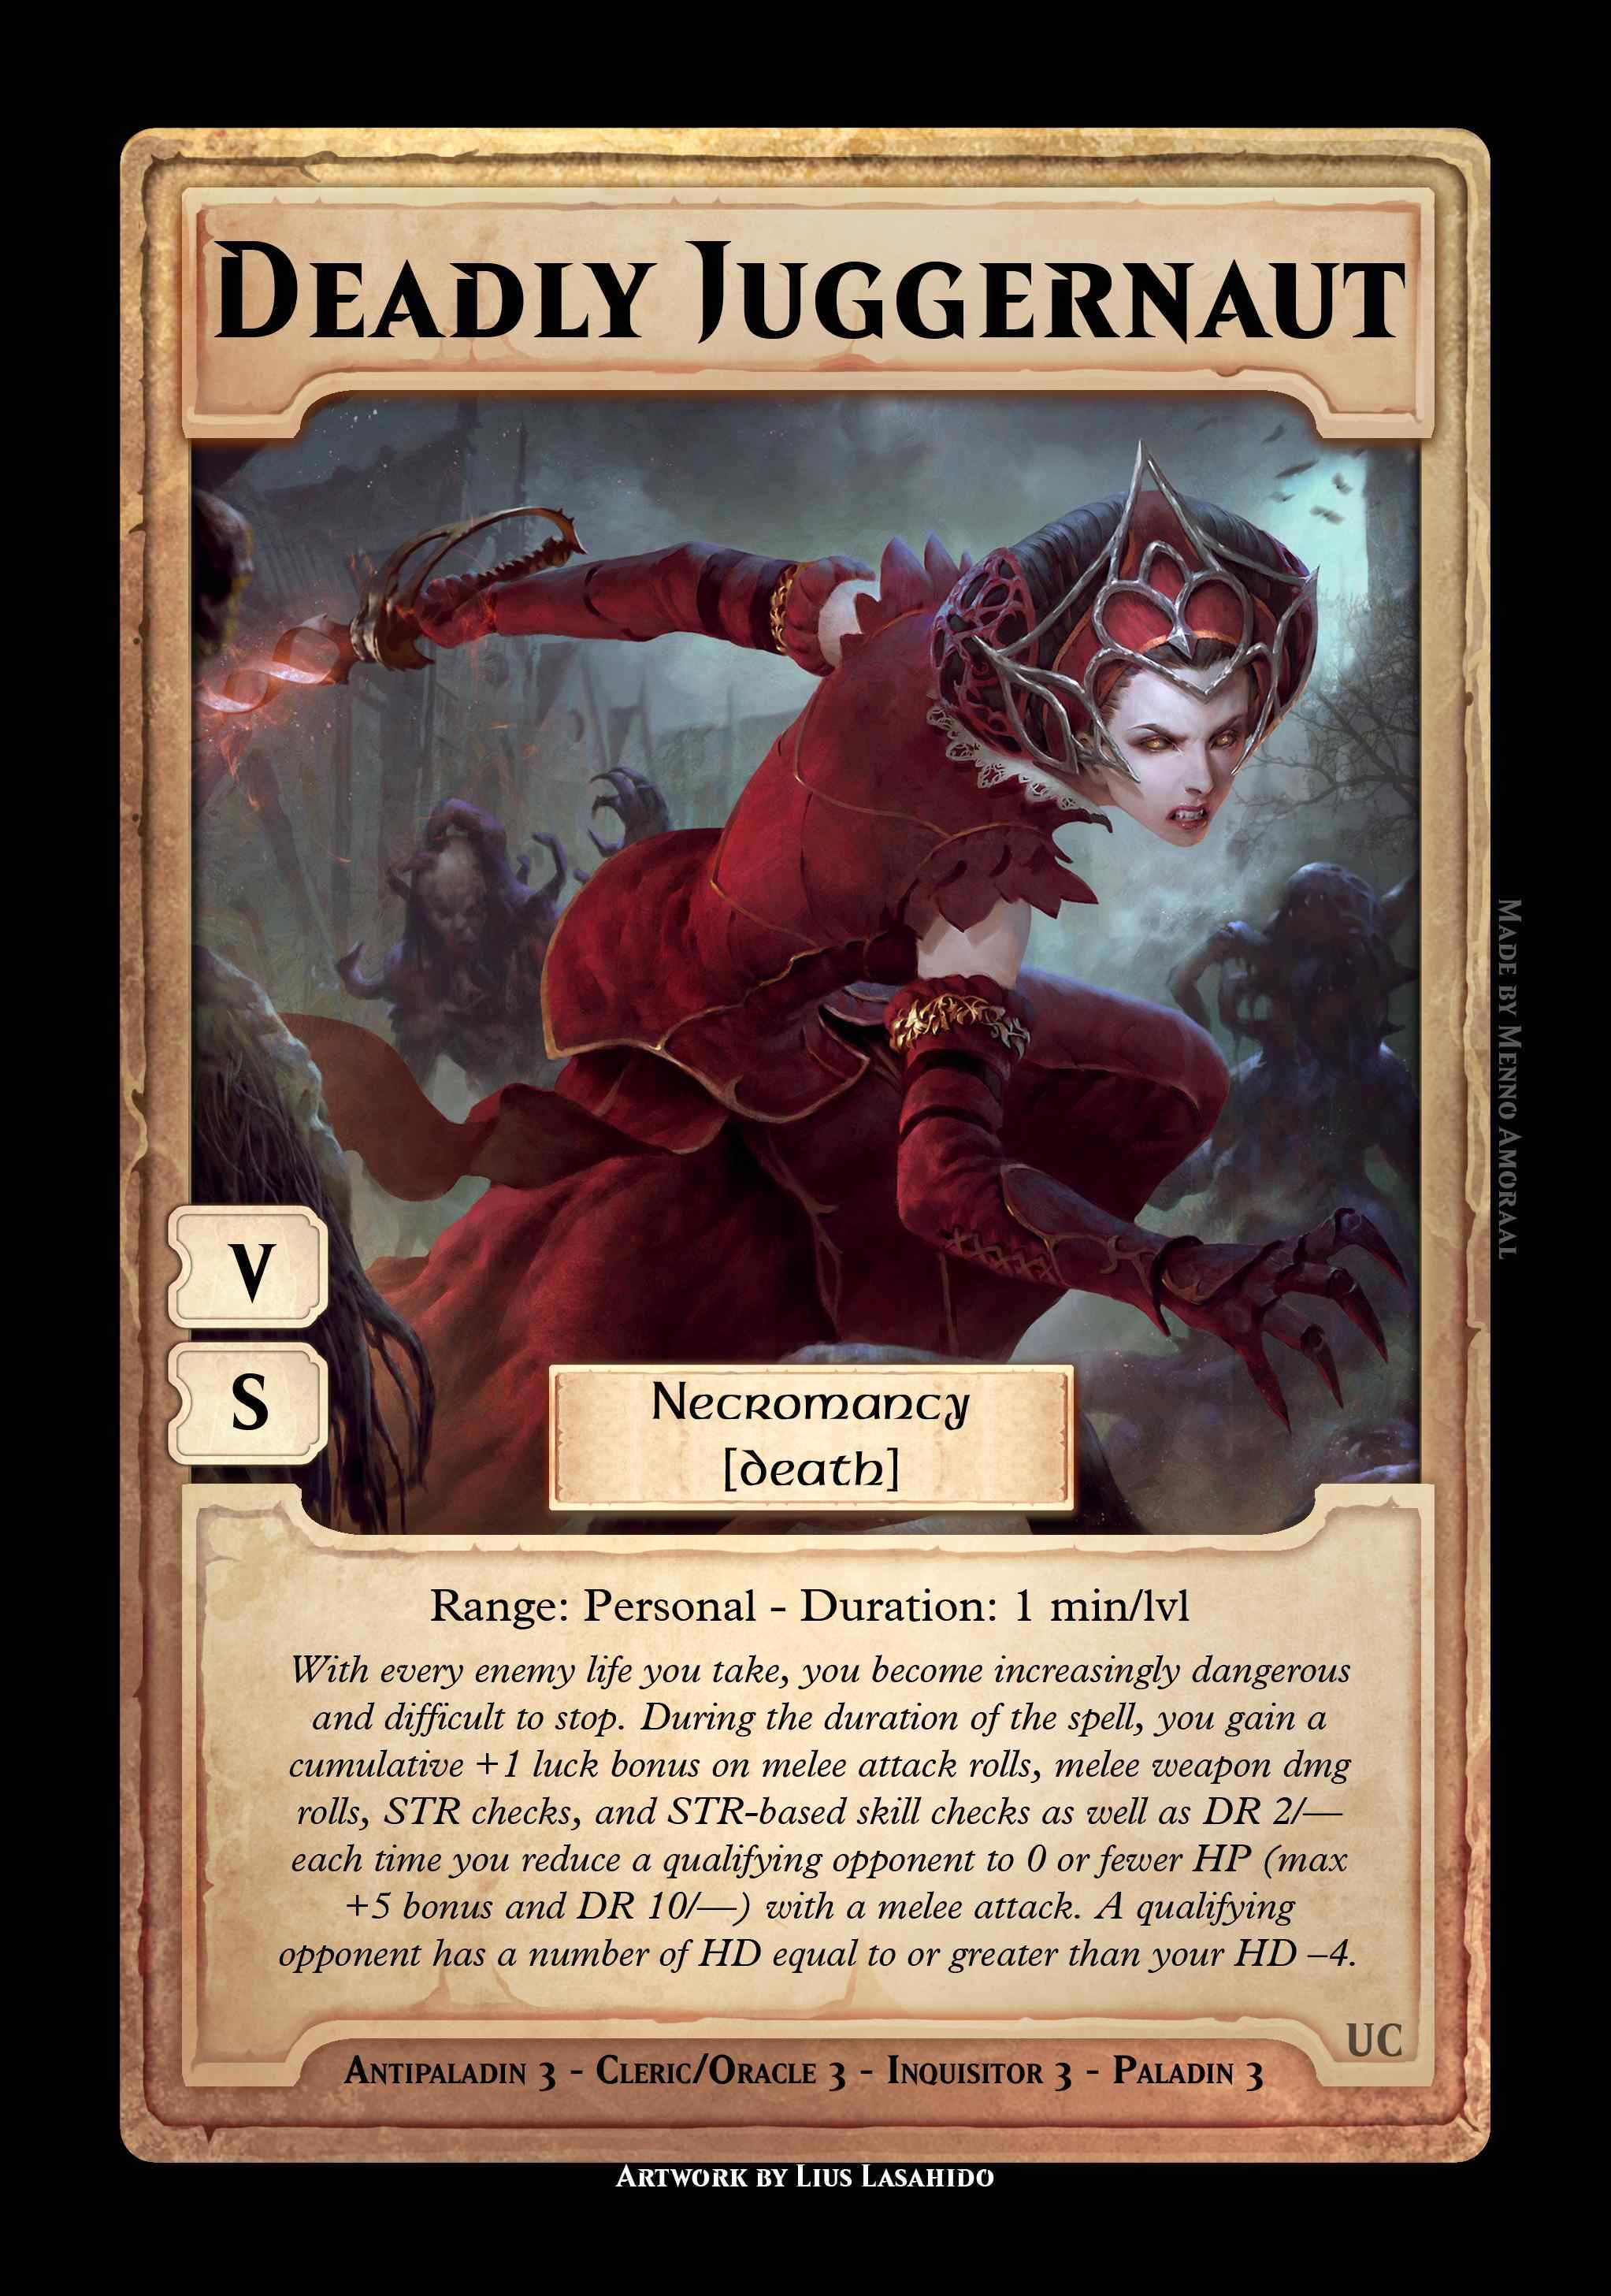 Deadly Juggernaut
V
S
Necromancy
[death]
Range: Personal - Duration: 1 min/lvl
With every enemy life you take, you become increasingly dangerous
and difficult to stop. During the duration of the spell, you gain a
cumulative +1 luck bonus on melee attack rolls, melee weapon dmg
rolls, STR checks, and STR-based skill checks as well as DR 2/—
each time you reduce a qualifying opponent to 0 or fewer HP (max
+5 bonus and DR 10/—) with a melee attack. A qualifying
opponent has a number of HD equal to or greater than your HD –4.
UC
Antipaladin 3 - Cleric/Oracle 3 - Inquisitor 3 - Paladin 3
Artwork by Lius Lasahido
Made by Menno Amoraal